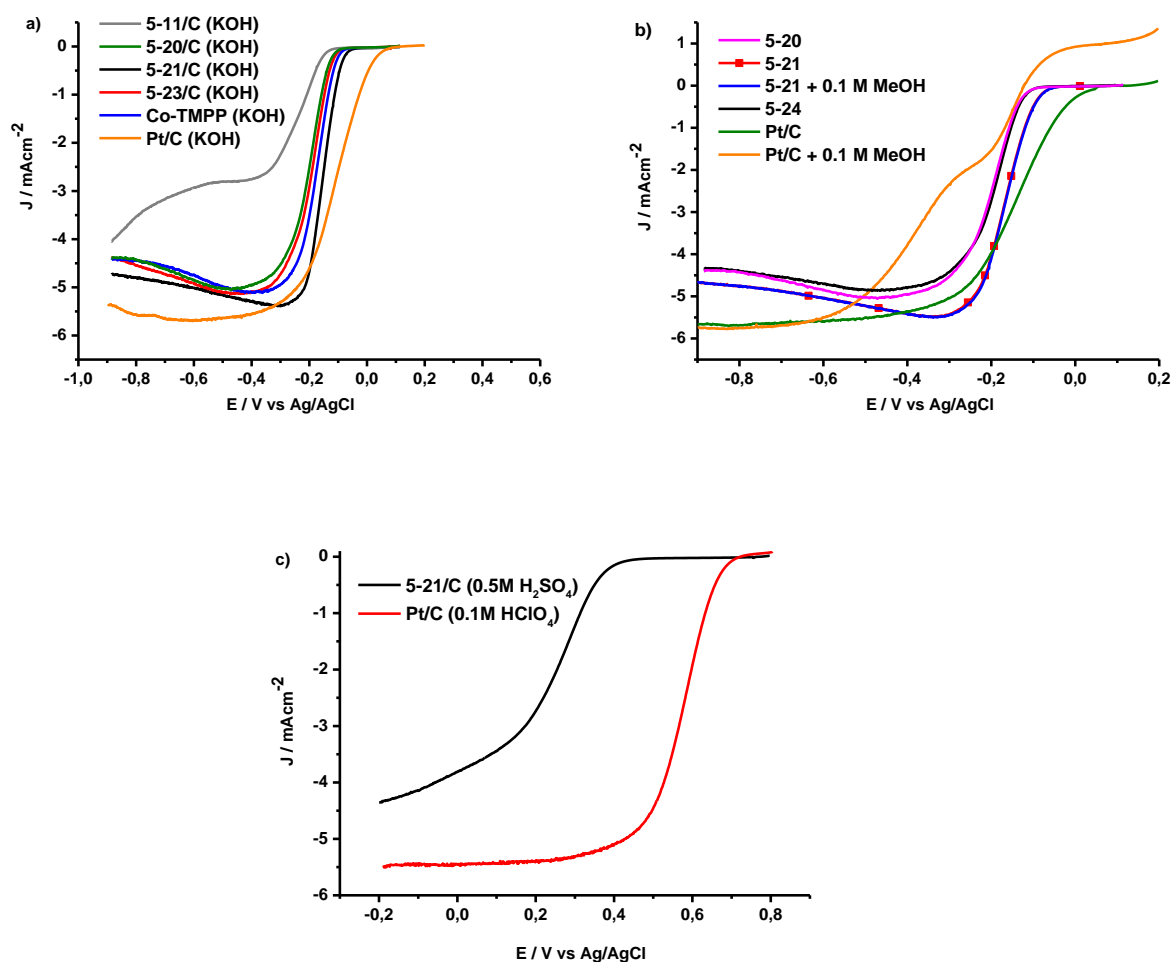 a)
5-11/C (KOH)
5-20/C (KOH)
5-21/C (KOH)
5-23/C (KOH)
Co-TMPP (KOH)
Pt/C (KOH)
0
-1
-2
-3
-4
-5
-6
J / mAcm-2
-1,0 -0,8 -0,6 -0,4 -0,2 0,0 0,2 0,4 0,6
E / V vs Ag/AgCl
b)
5-20
5-21
5-21 + 0.1 M MeOH
5-24
Pt/C
Pt/C + 0.1 M MeOH
1
0
-1
-2
-3
-4
-5
-6
J / mAcm-2
-0,8 -0,6 -0,4 -0,2 0,0 0,2
E / V vs Ag/AgCl
c)
5-21/C (0.5M H2SO4)
Pt/C (0.1M HClO4)
0
-1
-2
-3
-4
-5
-6
J / mAcm-2
-0,2 0,0 0,2 0,4 0,6 0,8
E / V vs Ag/AgCl